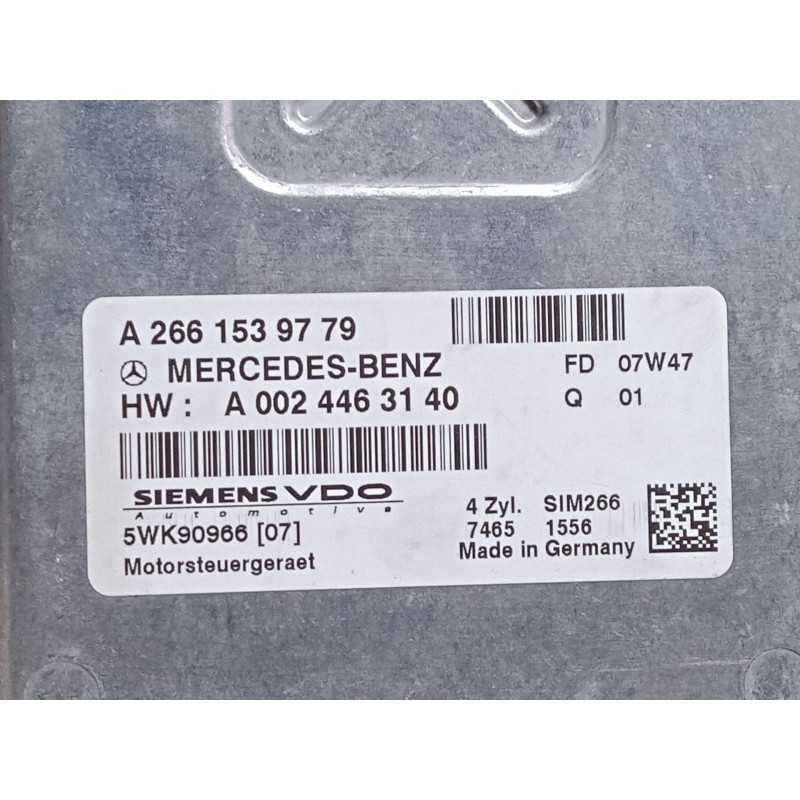 A 266 153 97 79
MERCEDES-BENZ
FD 07W47
HW : A 002 446 31 40
Q 01
SIEMENS VDO
Automotive
4 Zyl. SIM266
5WK90966 [07]
7465 1556
Made in Germany
Motorsteuergeraet